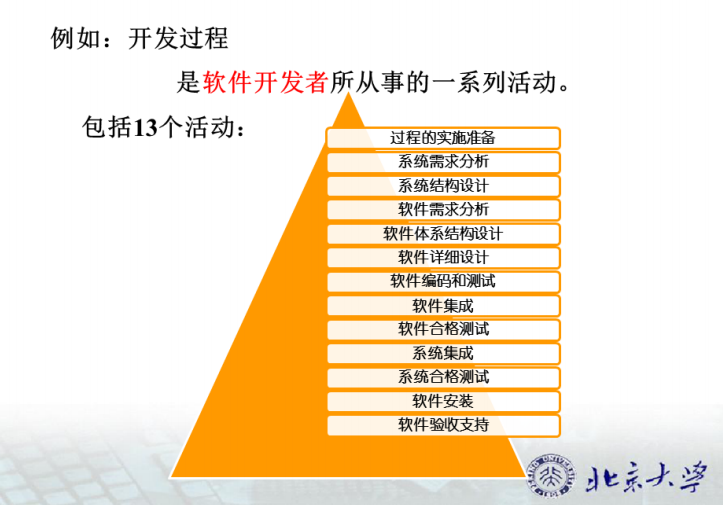 例如：开发过程
是软件开发者所从事的一系列活动。
包括13个活动：
过程的实施准备
系统需求分析
系统结构设计
软件需求分析
软件体系结构设计
软件详细设计
软件编码和测试
软件集成
软件合格测试
系统集成
系统合格测试
软件安装
软件验收支持
北京大学